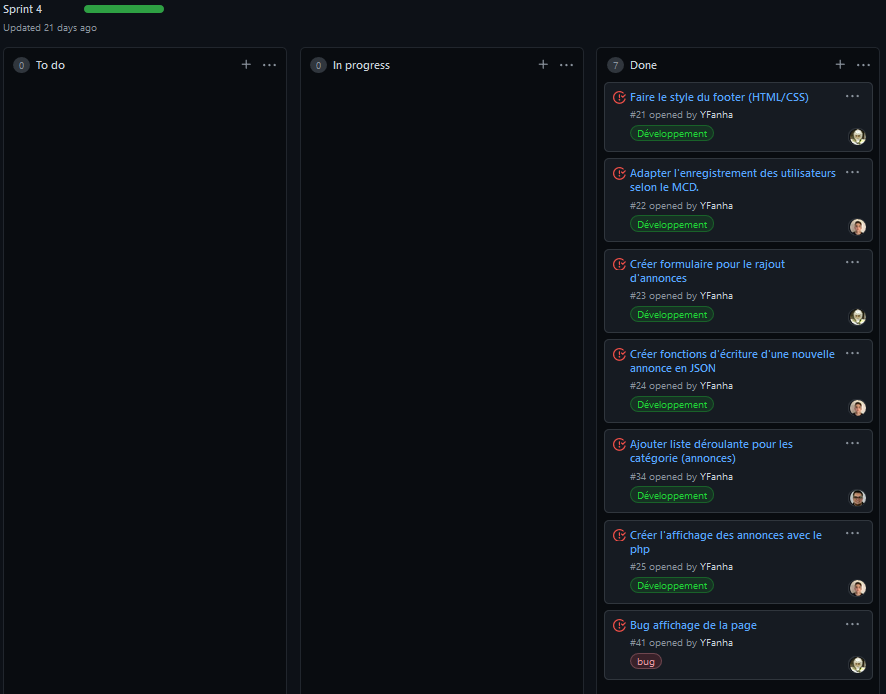 Sprint 4
Updated 21 days ago
0 To do
0 In progress
7 Done
Faire le style du footer (HTML/CSS)
#21 opened by YFanha
Développement
Adapter l'enregistrement des utilisateurs
selon le MCD.
#22 opened by YFanha
Développement
Créer formulaire pour le rajout
d'annonces
#23 opened by YFanha
Développement
Créer fonctions d'écriture d'une nouvelle
annonce en JSON
#24 opened by YFanha
Développement
Ajouter liste déroulante pour les
catégorie (annonces)
#34 opened by YFanha
Développement
Créer l'affichage des annonces avec le
php
#25 opened by YFanha
Développement
Bug affichage de la page
#41 opened by YFanha
bug